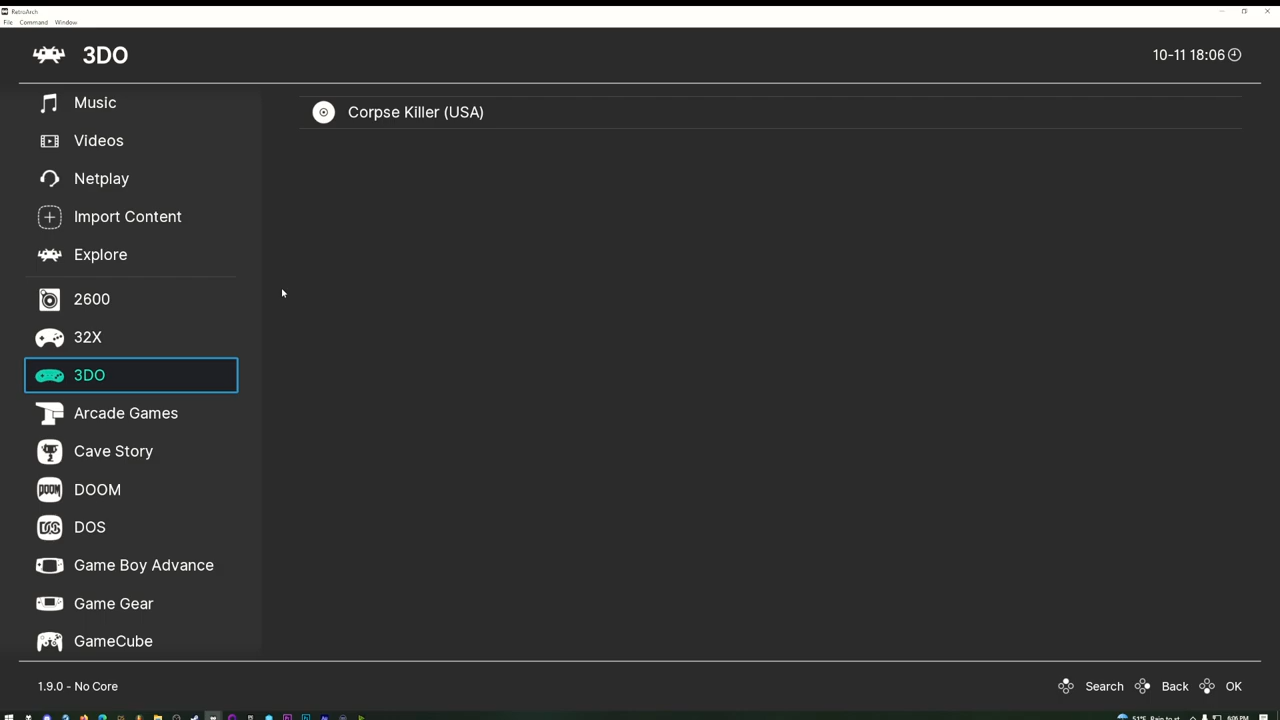 RetroArch
File Command Window
3DO
10-11 18:06
Music
Videos
Netplay
Import Content
Explore
2600
32X
3DO
Arcade Games
Cave Story
DOOM
DOS
Game Boy Advance
Game Gear
GameCube
Corpse Killer (USA)
1.9.0 - No Core
Search Back OK